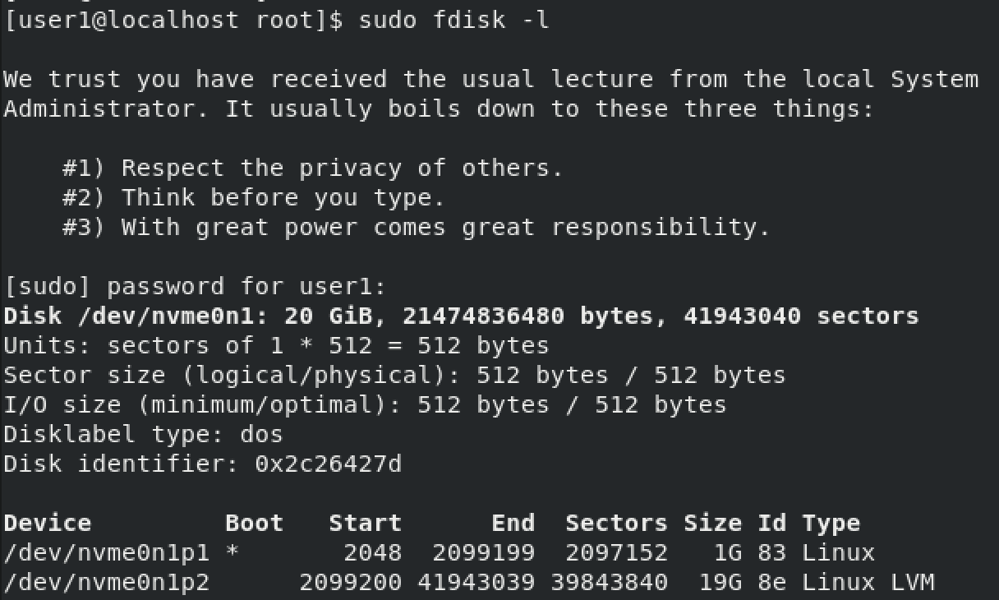 [user1@localhost root]$ sudo fdisk -l
We trust you have received the usual lecture from the local System
Administrator. It usually boils down to these three things:
#1) Respect the privacy of others.
#2) Think before you type.
#3) With great power comes great responsibility.
[sudo] password for user1:
Disk /dev/nvme0n1: 20 GiB, 21474836480 bytes, 41943040 sectors
Units: sectors of 1 * 512 = 512 bytes
Sector size (logical/physical): 512 bytes / 512 bytes
I/O size (minimum/optimal): 512 bytes / 512 bytes
Disklabel type: dos
Disk identifier: 0x2c26427d
Device         Boot   Start      End  Sectors Size Id Type
/dev/nvme0n1p1 *       2048  2099199  2097152   1G 83 Linux
/dev/nvme0n1p2      2099200 41943039 39843840  19G 8e Linux LVM